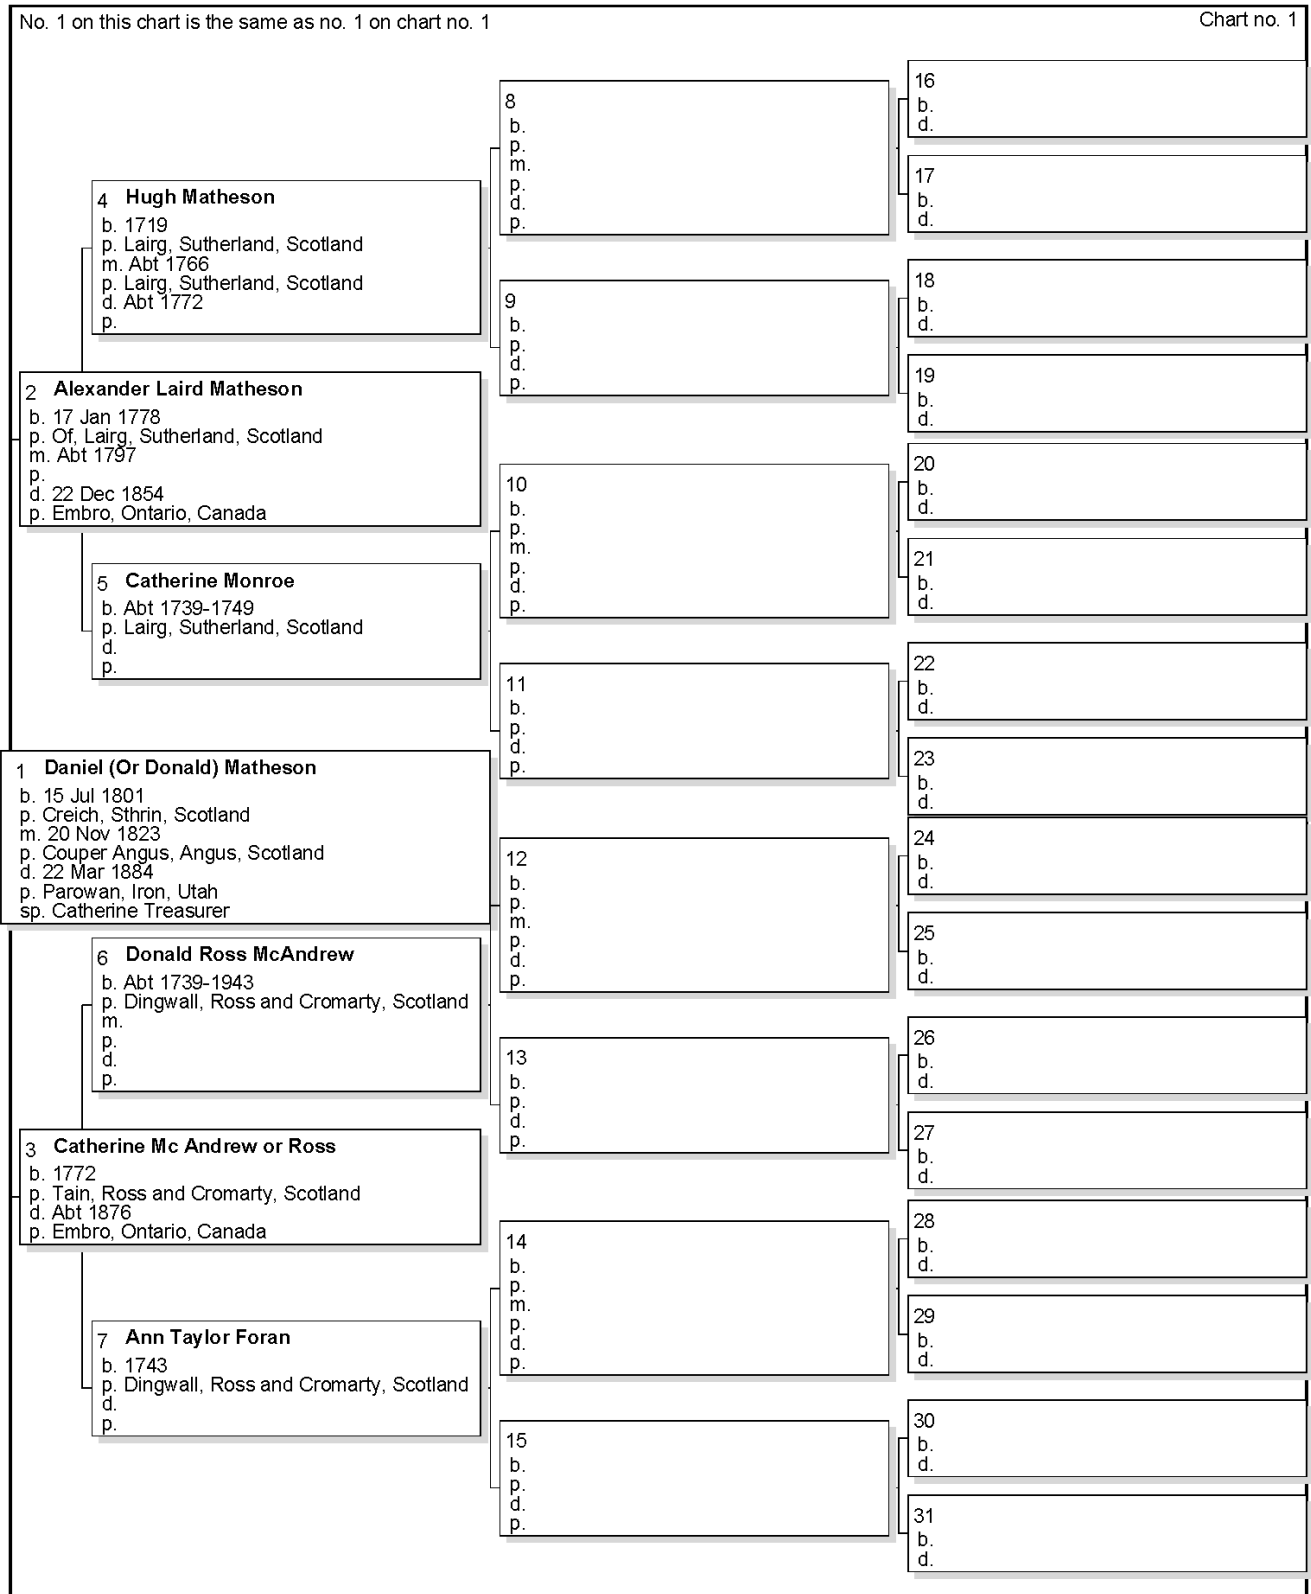 No. 1 on this chart is the same as no. 1 on chart no. 1
Chart no. 1
4 Hugh Matheson
b. 1719
p. Lairg, Sutherland, Scotland
m. Abt 1766
p. Lairg, Sutherland, Scotland
d. Abt 1772
p.
2 Alexander Laird Matheson
b. 17 Jan 1778
p. Of, Lairg, Sutherland, Scotland
m. Abt 1797
p.
d. 22 Dec 1854
p. Embro, Ontario, Canada
5 Catherine Monroe
b. Abt 1739-1749
p. Lairg, Sutherland, Scotland
d.
p.
1 Daniel (Or Donald) Matheson
b. 15 Jul 1801
p. Creich, Sthrin, Scotland
m. 20 Nov 1823
p. Couper Angus, Angus, Scotland
d. 22 Mar 1884
p. Parowan, Iron, Utah
sp. Catherine Treasurer
6 Donald Ross McAndrew
b. Abt 1739-1943
p. Dingwall, Ross and Cromarty, Scotland
m.
p.
d.
p.
3 Catherine Mc Andrew or Ross
b. 1772
p. Tain, Ross and Cromarty, Scotland
d. Abt 1876
p. Embro, Ontario, Canada
7 Ann Taylor Foran
b. 1743
p. Dingwall, Ross and Cromarty, Scotland
d.
p.
8
b.
p.
m.
p.
d.
p.
9
b.
p.
d.
p.
10
b.
p.
m.
p.
d.
p.
11
b.
p.
d.
p.
12
b.
p.
m.
p.
d.
p.
13
b.
p.
d.
p.
14
b.
p.
m.
p.
d.
p.
15
b.
p.
d.
p.
16
b.
d.
17
b.
d.
18
b.
d.
19
b.
d.
20
b.
d.
21
b.
d.
22
b.
d.
23
b.
d.
24
b.
d.
25
b.
d.
26
b.
d.
27
b.
d.
28
b.
d.
29
b.
d.
30
b.
d.
31
b.
d.